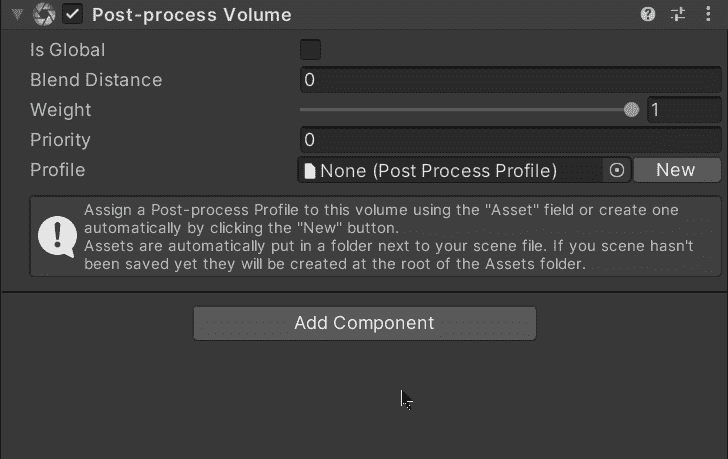 Post-process Volume
Is Global
Blend Distance 0
Weight 1
Priority 0
Profile None (Post Process Profile) New
Assign a Post-process Profile to this volume using the "Asset" field or create one
automatically by clicking the "New" button.
Assets are automatically put in a folder next to your scene file. If you scene hasn't
been saved yet they will be created at the root of the Assets folder.
Add Component